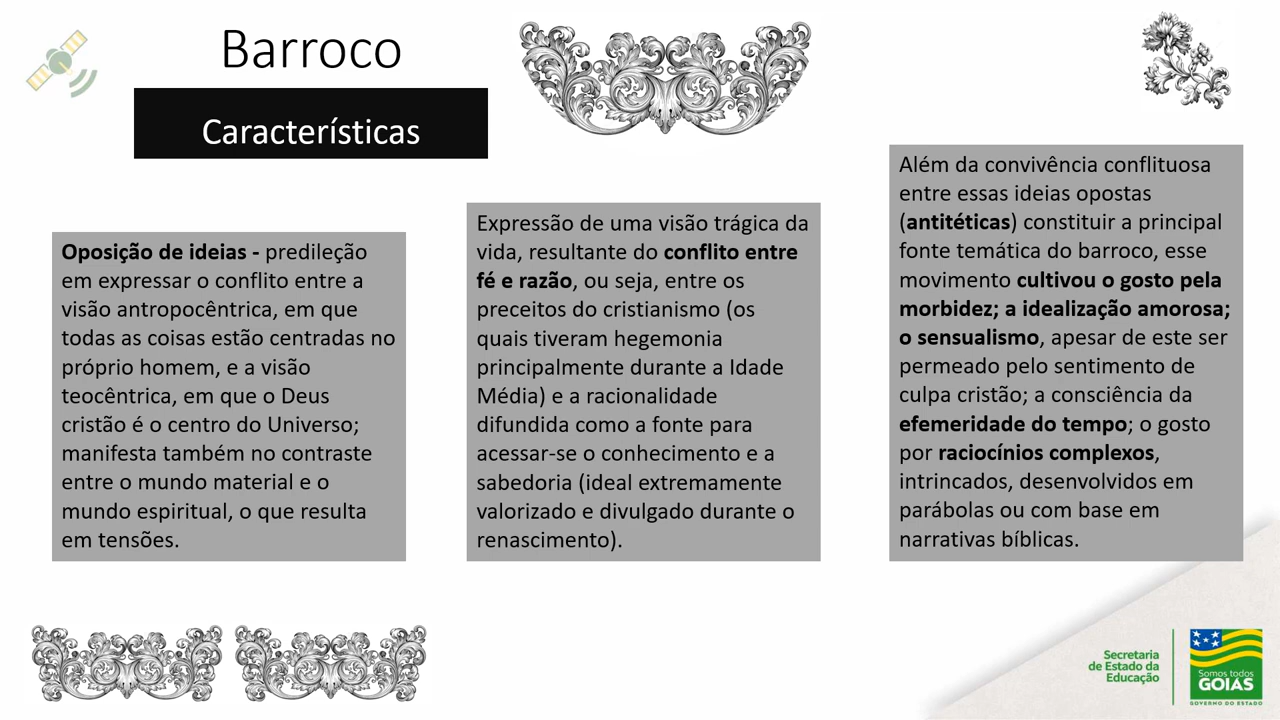 Barroco
Características
Oposição de ideias - predileção
em expressar o conflito entre a
visão antropocêntrica, em que
todas as coisas estão centradas no
próprio homem, e a visão
teocêntrica, em que o Deus
cristão é o centro do Universo;
manifesta também no contraste
entre o mundo material e o
mundo espiritual, o que resulta
em tensões.
Expressão de uma visão trágica da
vida, resultante do conflito entre
fé e razão, ou seja, entre os
preceitos do cristianismo (os
quais tiveram hegemonia
principalmente durante a Idade
Média) e a racionalidade
difundida como a fonte para
acessar-se o conhecimento e a
sabedoria (ideal extremamente
valorizado e divulgado durante o
renascimento).
Além da convivência conflituosa
entre essas ideias opostas
(antitéticas) constituir a principal
fonte temática do barroco, esse
movimento cultivou o gosto pela
morbidez; a idealização amorosa;
o sensualismo, apesar de este ser
permeado pelo sentimento de
culpa cristão; a consciência da
efemeridade do tempo; o gosto
por raciocínios complexos,
intrincados, desenvolvidos em
parábolas ou com base em
narrativas bíblicas.
Secretaria
de Estado da
Educação
Somos todos
GOIÁS
GOVERNO DO ESTADO